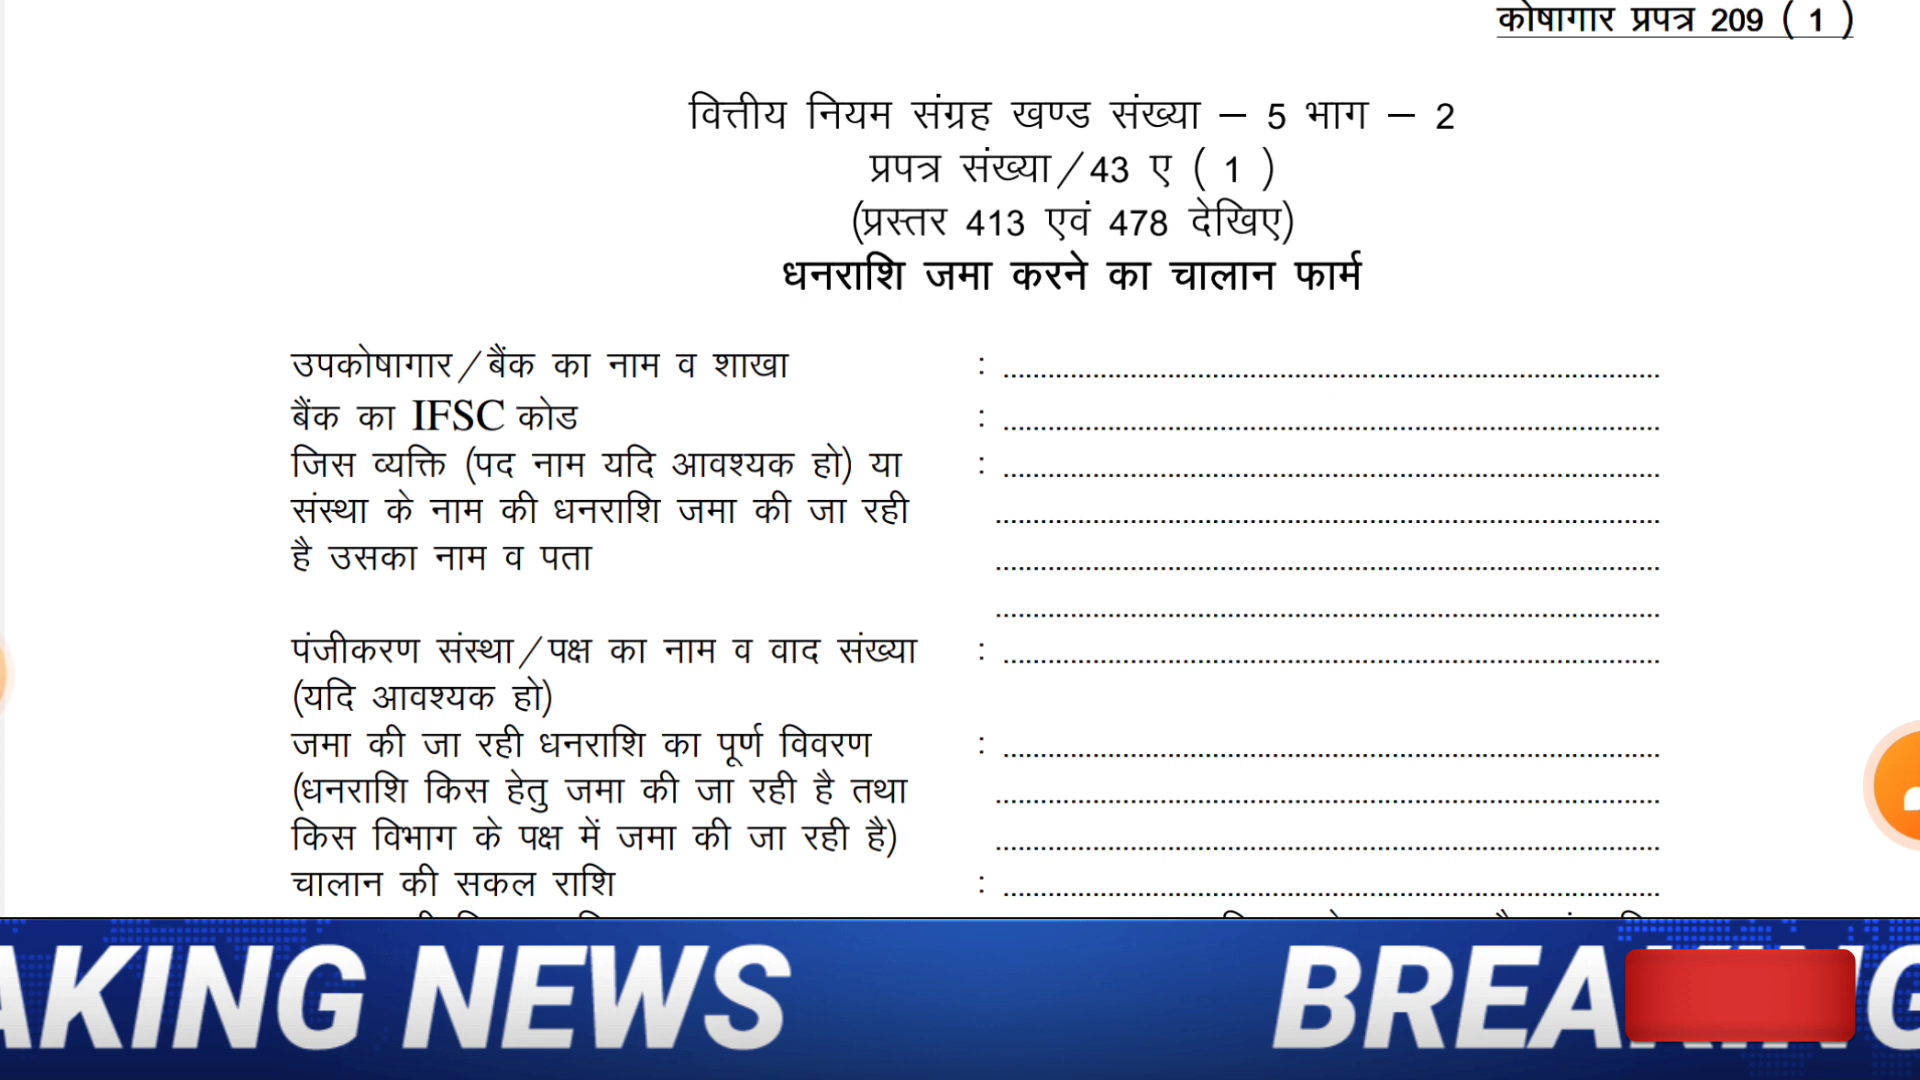 कोषागार प्रपत्र 209 ( 1 )
वित्तीय नियम संग्रह खण्ड संख्या – 5 भाग – 2
प्रपत्र संख्या/43 ए ( 1 )
(प्रस्तर 413 एवं 478 देखिए)
धनराशि जमा करने का चालान फार्म
उपकोषागार/बैंक का नाम व शाखा : ........................................................................................
बैंक का IFSC कोड : ........................................................................................
जिस व्यक्ति (पद नाम यदि आवश्यक हो) या : ........................................................................................
संस्था के नाम की धनराशि जमा की जा रही ........................................................................................
है उसका नाम व पता ........................................................................................
........................................................................................
पंजीकरण संस्था/पक्ष का नाम व वाद संख्या : ........................................................................................
(यदि आवश्यक हो)
जमा की जा रही धनराशि का पूर्ण विवरण : ........................................................................................
(धनराशि किस हेतु जमा की जा रही है तथा ........................................................................................
किस विभाग के पक्ष में जमा की जा रही है) ........................................................................................
चालान की सकल राशि : ........................................................................................
AKING NEWS BREA